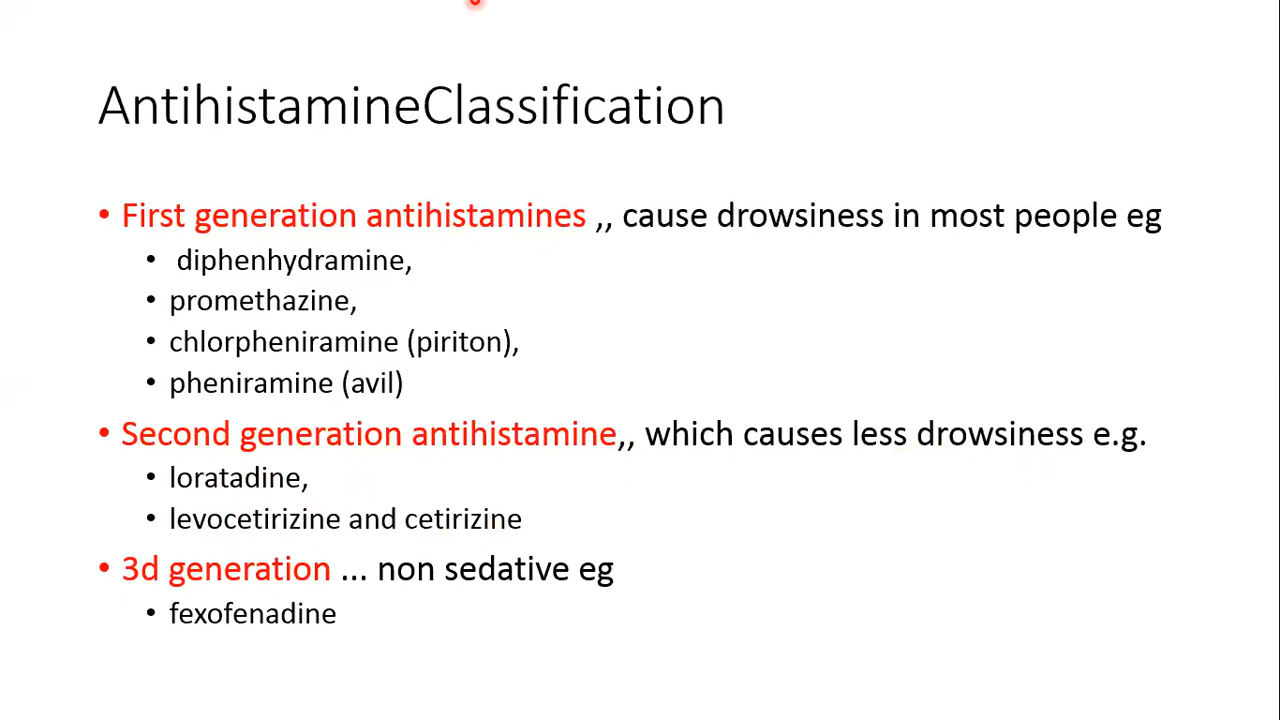 AntihistamineClassification
• First generation antihistamines ,, cause drowsiness in most people eg
• diphenhydramine,
• promethazine,
• chlorpheniramine (piriton),
• pheniramine (avil)
• Second generation antihistamine,, which causes less drowsiness e.g.
• loratadine,
• levocetirizine and cetirizine
• 3d generation ... non sedative eg
• fexofenadine